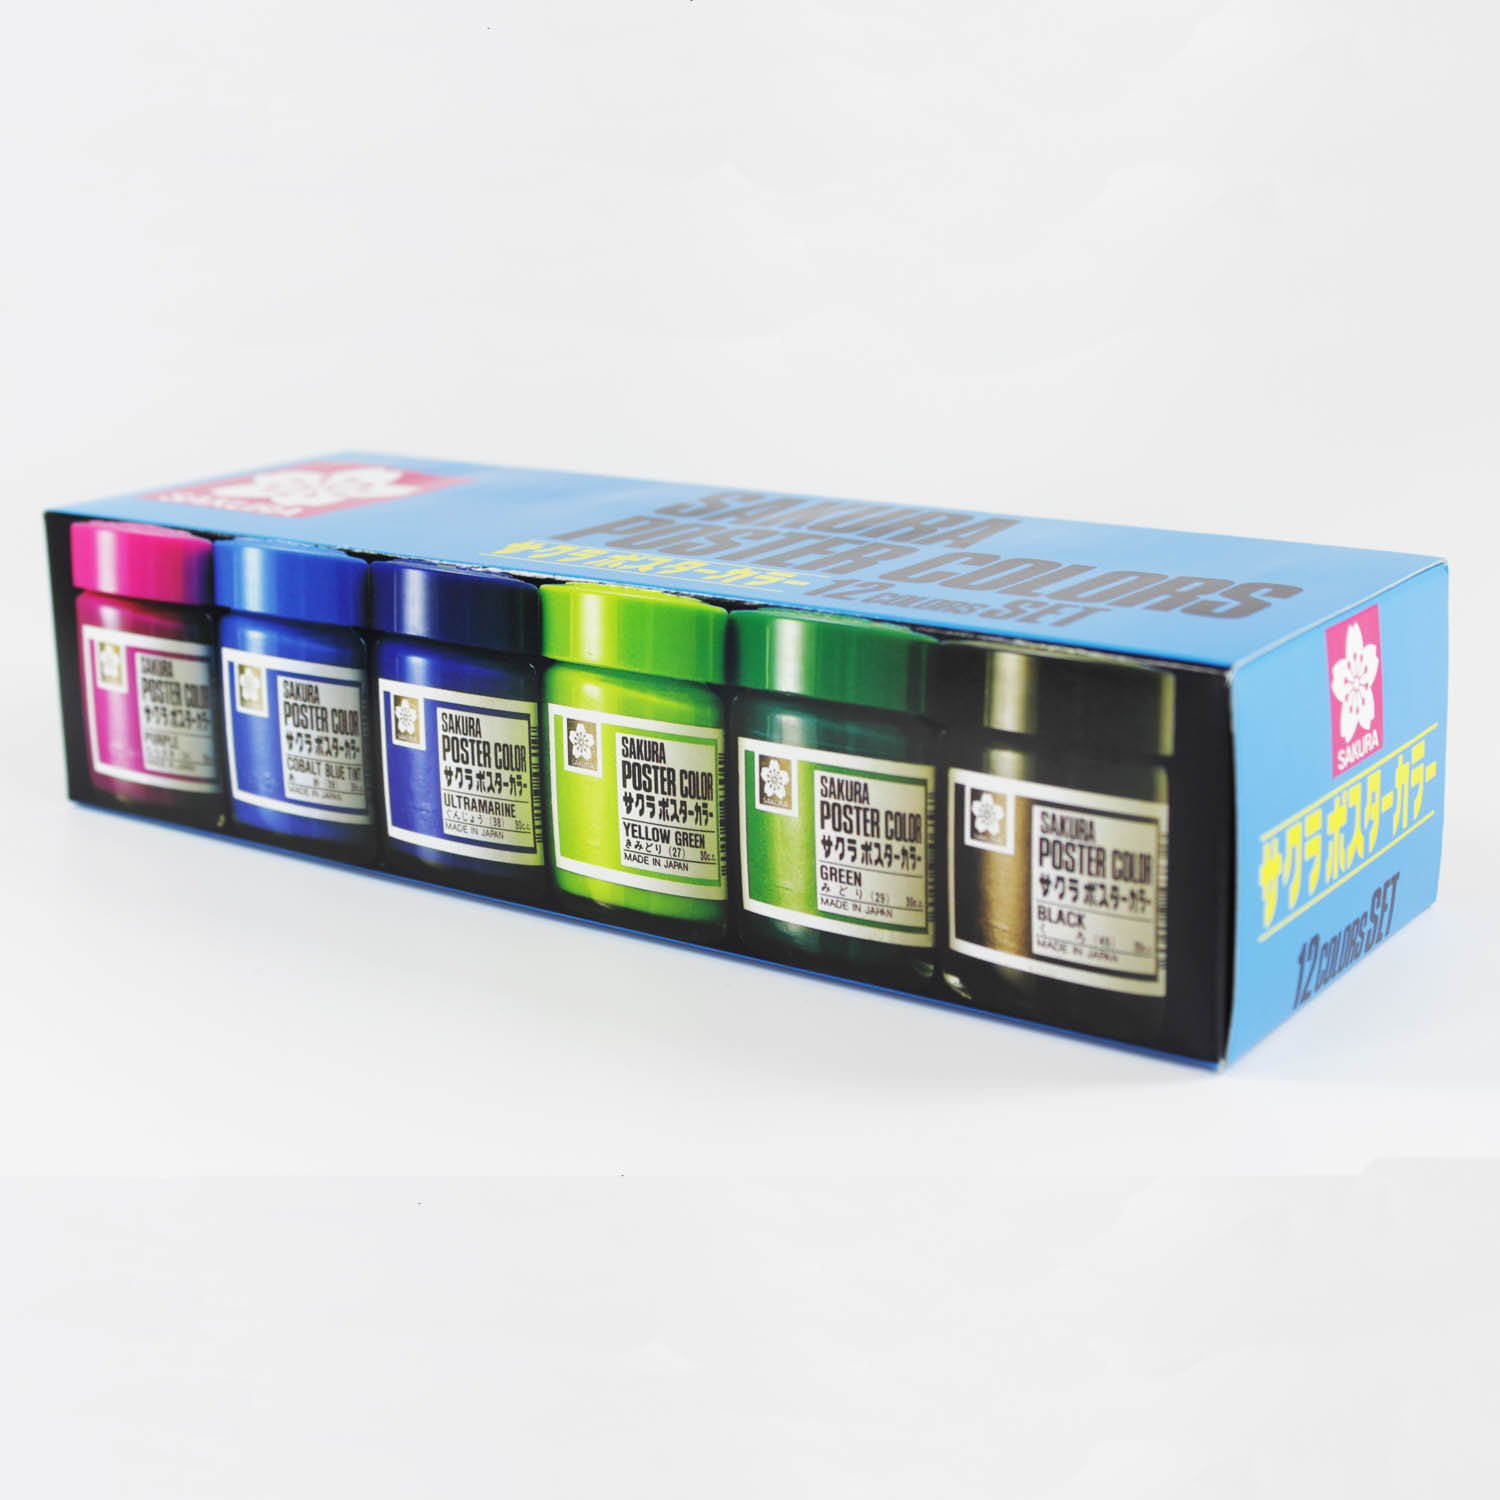 SAKURA
SAKURA
POSTER COLORS
サクラポスターカラー
12 COLORS SET
SAKURA
POSTER COLOR
サクラポスターカラー
PURPLE
SAKURA
POSTER COLOR
サクラポスターカラー
COBALT BLUE TINT
30c.c.
MADE IN JAPAN
SAKURA
POSTER COLOR
サクラポスターカラー
ULTRAMARINE
ぐんじょう (38) 30c.c.
MADE IN JAPAN
SAKURA
SAKURA
POSTER COLOR
サクラポスターカラー
YELLOW GREEN
きみどり (27) 30c.c.
MADE IN JAPAN
SAKURA
SAKURA
POSTER COLOR
サクラポスターカラー
GREEN
みどり (29) 30c.c.
MADE IN JAPAN
SAKURA
POSTER COLOR
サクラポスターカラー
BLACK
くろ
MADE IN JAPAN
SAKURA
サクラポスターカラー
12 COLORS SET